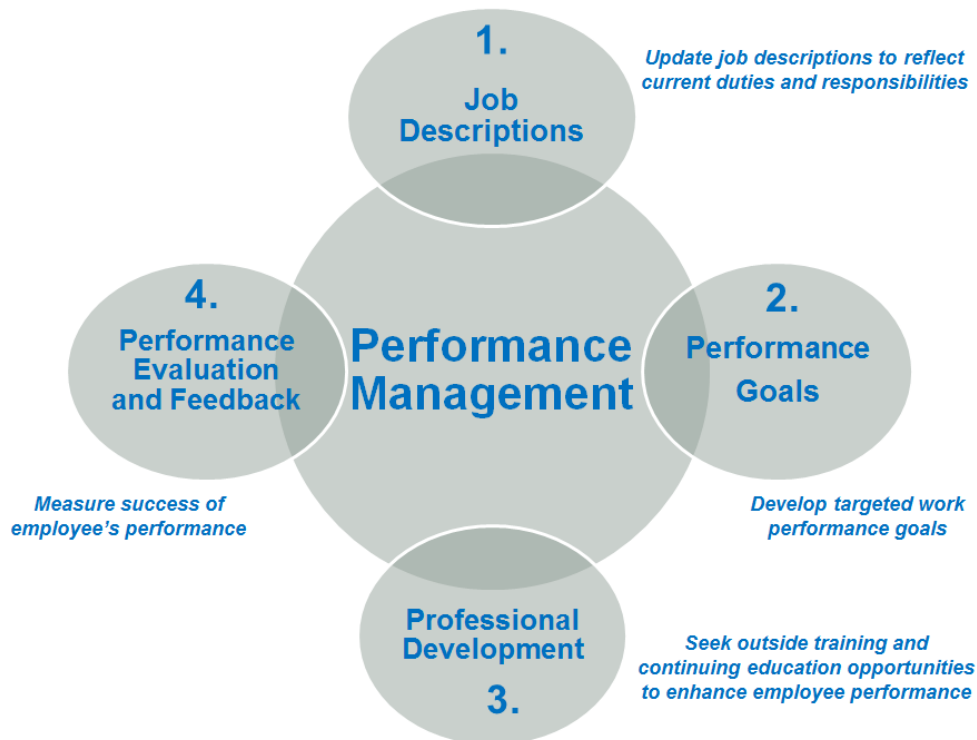 1.
Job
Descriptions
Update job descriptions to reflect
current duties and responsibilities
4.
Performance
Evaluation
and Feedback
Performance
Management
2.
Performance
Goals
Measure success of
employee’s performance
Develop targeted work
performance goals
Professional
Development
3.
Seek outside training and
continuing education opportunities
to enhance employee performance